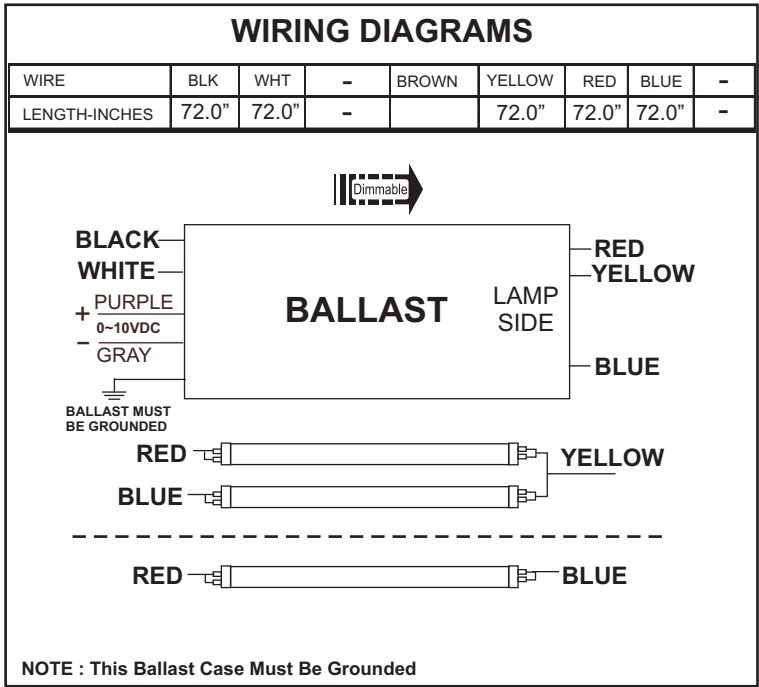 WIRING DIAGRAMS
WIRE BLK WHT - BROWN YELLOW RED BLUE -
LENGTH-INCHES 72.0” 72.0” - 72.0” 72.0” 72.0” -
Dimmable
BLACK
WHITE
+ PURPLE
0~10VDC
- GRAY
BALLAST MUST
BE GROUNDED
BALLAST
LAMP
SIDE
RED
YELLOW
BLUE
RED YELLOW
BLUE
RED BLUE
NOTE : This Ballast Case Must Be Grounded